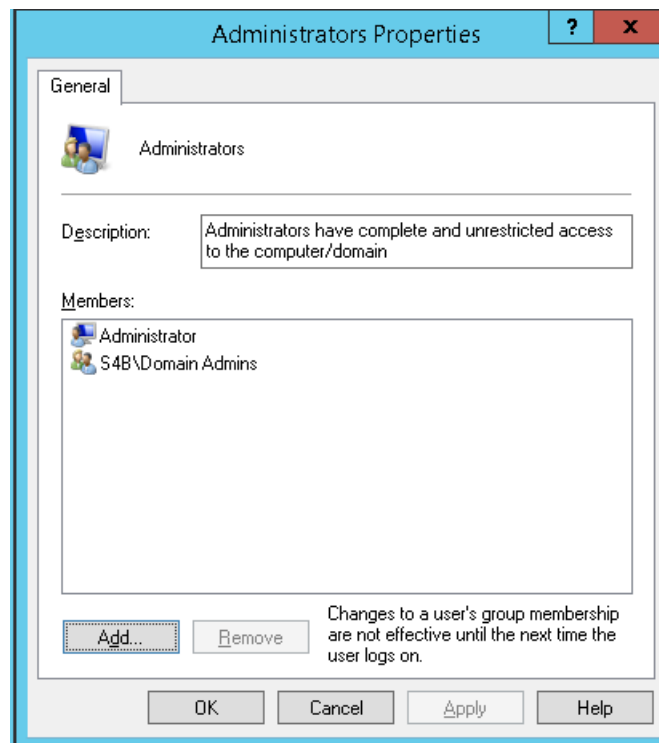 Administrators Properties
?
x
General
Administrators
Description:
Administrators have complete and unrestricted access
to the computer/domain
Members:
Administrator
S4B\Domain Admins
Add...
Remove
Changes to a user's group membership
are not effective until the next time the
user logs on.
OK
Cancel
Apply
Help